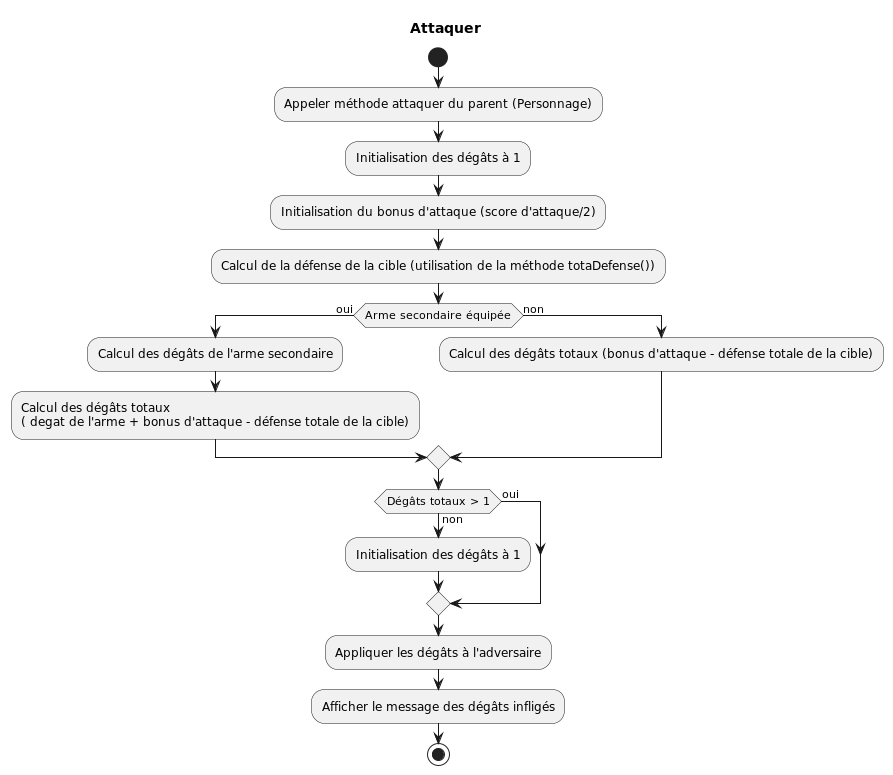 Attaquer
Appeler méthode attaquer du parent (Personnage)
Initialisation des dégâts à 1
Initialisation du bonus d'attaque (score d'attaque/2)
Calcul de la défense de la cible (utilisation de la méthode totaDefense())
oui
Arme secondaire équipée
non
Calcul des dégâts de l'arme secondaire
Calcul des dégâts totaux (bonus d'attaque - défense totale de la cible)
Calcul des dégâts totaux
( degat de l'arme + bonus d'attaque - défense totale de la cible)
Dégâts totaux > 1
oui
non
Initialisation des dégâts à 1
Appliquer les dégâts à l'adversaire
Afficher le message des dégâts infligés